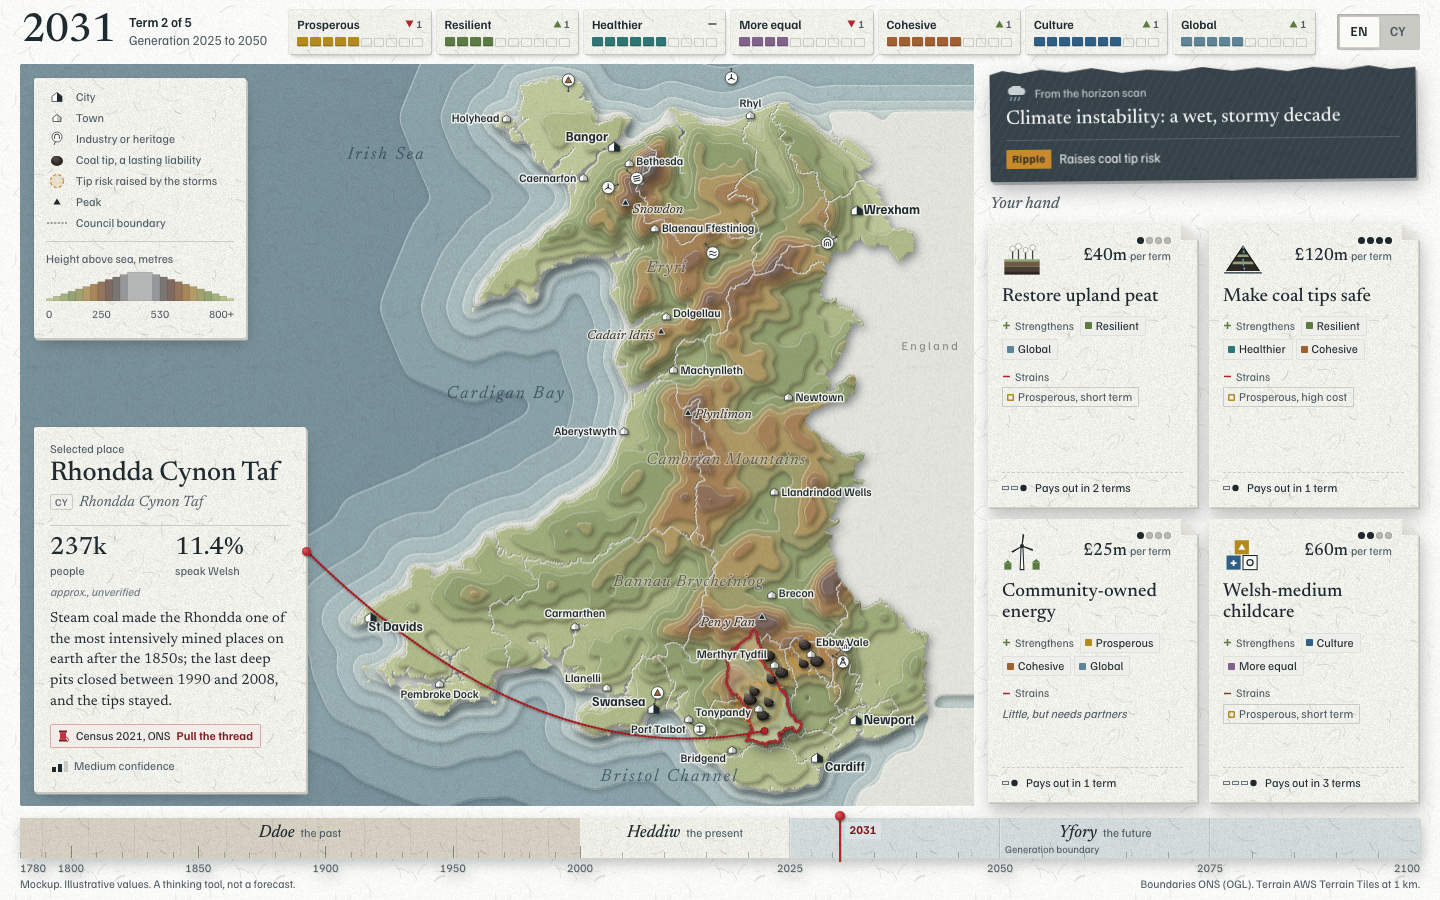 2031
Term 2 of 5
Generation 2025 to 2050
Prosperous 1
Resilient 1
Healthier –
More equal 1
Cohesive 1
Culture 1
Global 1
EN CY
City
Town
Industry or heritage
Coal tip, a lasting liability
Tip risk raised by the storms
Peak
Council boundary
Height above sea, metres
0 250 530 800+
Irish Sea
Holyhead
Bangor
Rhyl
Bethesda
Caernarfon
Snowdon
Wrexham
Blaenau Ffestiniog
Eryri
Dolgellau
Cadair Idris
England
Machynlleth
Cardigan Bay
Newtown
Plynlimon
Aberystwyth
Cambrian Mountains
Llandrindod Wells
Bannau Brycheiniog
Brecon
Carmarthen
Pen y Fan
St Davids
Ebbw Vale
Merthyr Tydfil
Llanelli
Pembroke Dock
Swansea
Tonypandy
Newport
Port Talbot
Bridgend
Cardiff
Bristol Channel
Selected place
Rhondda Cynon Taf
CY Rhondda Cynon Taf
237k 11.4%
people speak Welsh
approx., unverified
Steam coal made the Rhondda one of
the most intensively mined places on
earth after the 1850s; the last deep
pits closed between 1990 and 2008,
and the tips stayed.
Census 2021, ONS Pull the thread
Medium confidence
From the horizon scan
Climate instability: a wet, stormy decade
Ripple Raises coal tip risk
Your hand
£40m per term
Restore upland peat
+ Strengthens Resilient
Global
– Strains
Prosperous, short term
Pays out in 2 terms
£120m per term
Make coal tips safe
+ Strengthens Resilient
Healthier Cohesive
– Strains
Prosperous, high cost
Pays out in 1 term
£25m per term
Community-owned
energy
+ Strengthens Prosperous
Cohesive Global
– Strains
Little, but needs partners
Pays out in 1 term
£60m per term
Welsh-medium
childcare
+ Strengthens Culture
More equal
– Strains
Prosperous, short term
Pays out in 3 terms
Ddoe the past
Heddiw the present
2031
Yfory the future
Generation boundary
1780 1800 1850 1900 1950 2000 2025 2050 2075 2100
Mockup. Illustrative values. A thinking tool, not a forecast.
Boundaries ONS (OGL). Terrain AWS Terrain Tiles at 1 km.